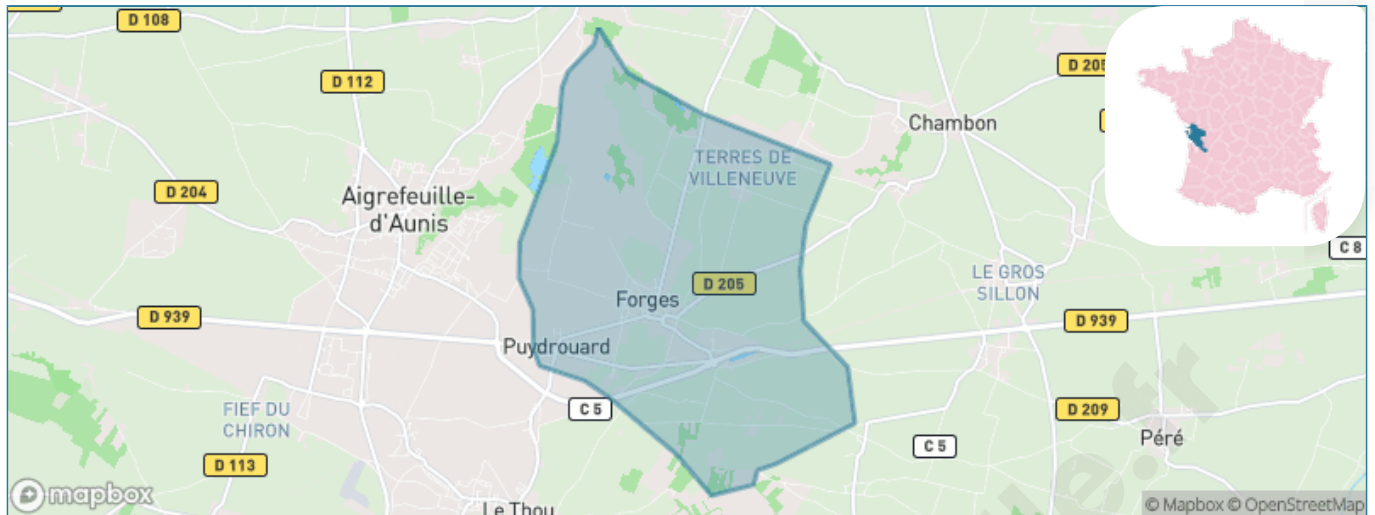 D 108
D 112
D 205
Chambon
TERRES DE
VILLENEUVE
D 204
Aigrefeuille-
d'Aunis
C 8
LE GROS
SILLON
D 205
Forges
D 939
D 939
Puydrouard
C 5
FIEF DU
CHIRON
D 209
Péré
C 5
D 113
mapbox
Le Thou
© Mapbox © OpenStreetMap